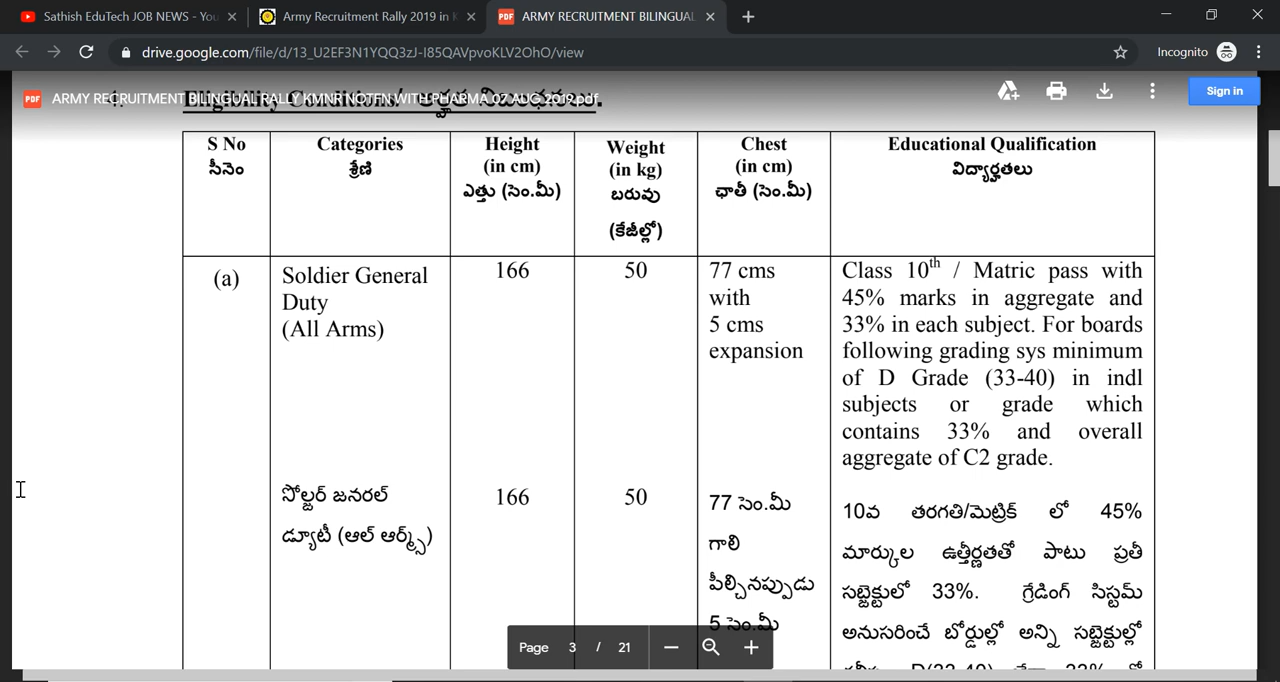 Sathish EduTech JOB NEWS - You
Army Recruitment Rally 2019 in K
PDF ARMY RECRUITMENT BILINGUAL
drive.google.com/file/d/13_U2EF3N1YQQ3zJ-I85QAVpvoKLV2OhO/view
Incognito
PDF ARMY RECRUITMENT BILINGUAL RALLY KMNR NOTFN WITH PHARMA 07 AUG 2019.pdf
Sign in
Eligibility
S No
సీనెం
Categories
శ్రేణి
Height
(in cm)
ఎత్తు (సెం.మీ)
Weight
(in kg)
బరువు
(కేజీల్లో)
Chest
(in cm)
ఛాతీ (సెం.మీ)
Educational Qualification
విద్యార్హతలు
(a)
Soldier General
Duty
(All Arms)
166
50
77 cms
with
5 cms
expansion
Class 10th / Matric pass with
45% marks in aggregate and
33% in each subject. For boards
following grading sys minimum
of D Grade (33-40) in indl
subjects or grade which
contains 33% and overall
aggregate of C2 grade.
సోల్జర్ జనరల్
డ్యూటీ (ఆల్ ఆర్మ్స్)
166
50
77 సెం.మీ
గాలి
పీల్చినప్పుడు
5 సెం.మీ
10వ తరగతి/మెట్రిక్ లో 45%
మార్కుల ఉత్తీర్ణతతో పాటు ప్రతీ
సబ్జెక్టులో 33%. గ్రేడింగ్ సిస్టమ్
అనుసరించే బోర్డుల్లో అన్ని సబ్జెక్టుల్లో
Page 3 / 21